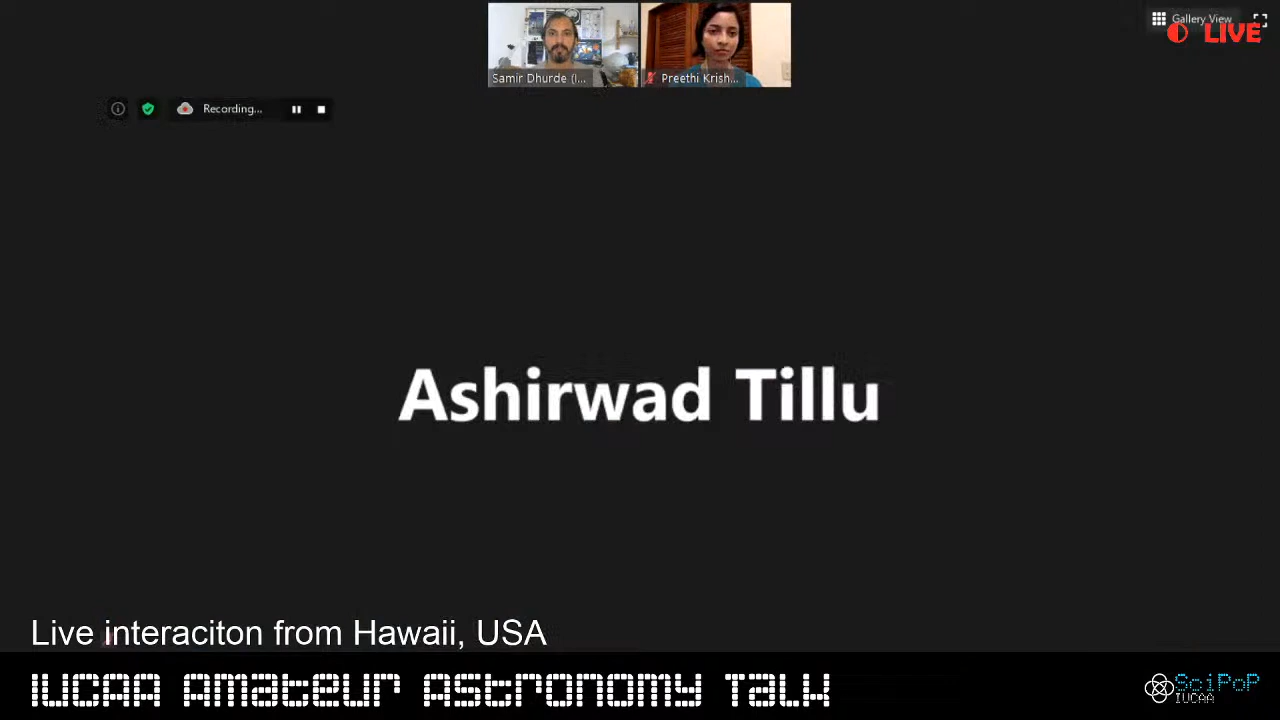 Gallery View
LIVE
Samir Dhurde (I...
Preethi Krish...
Recording...
Ashirwad Tillu
Live interaciton from Hawaii, USA
IUCAA Amateur Astronomy Talk
SciPoP
IUCAA